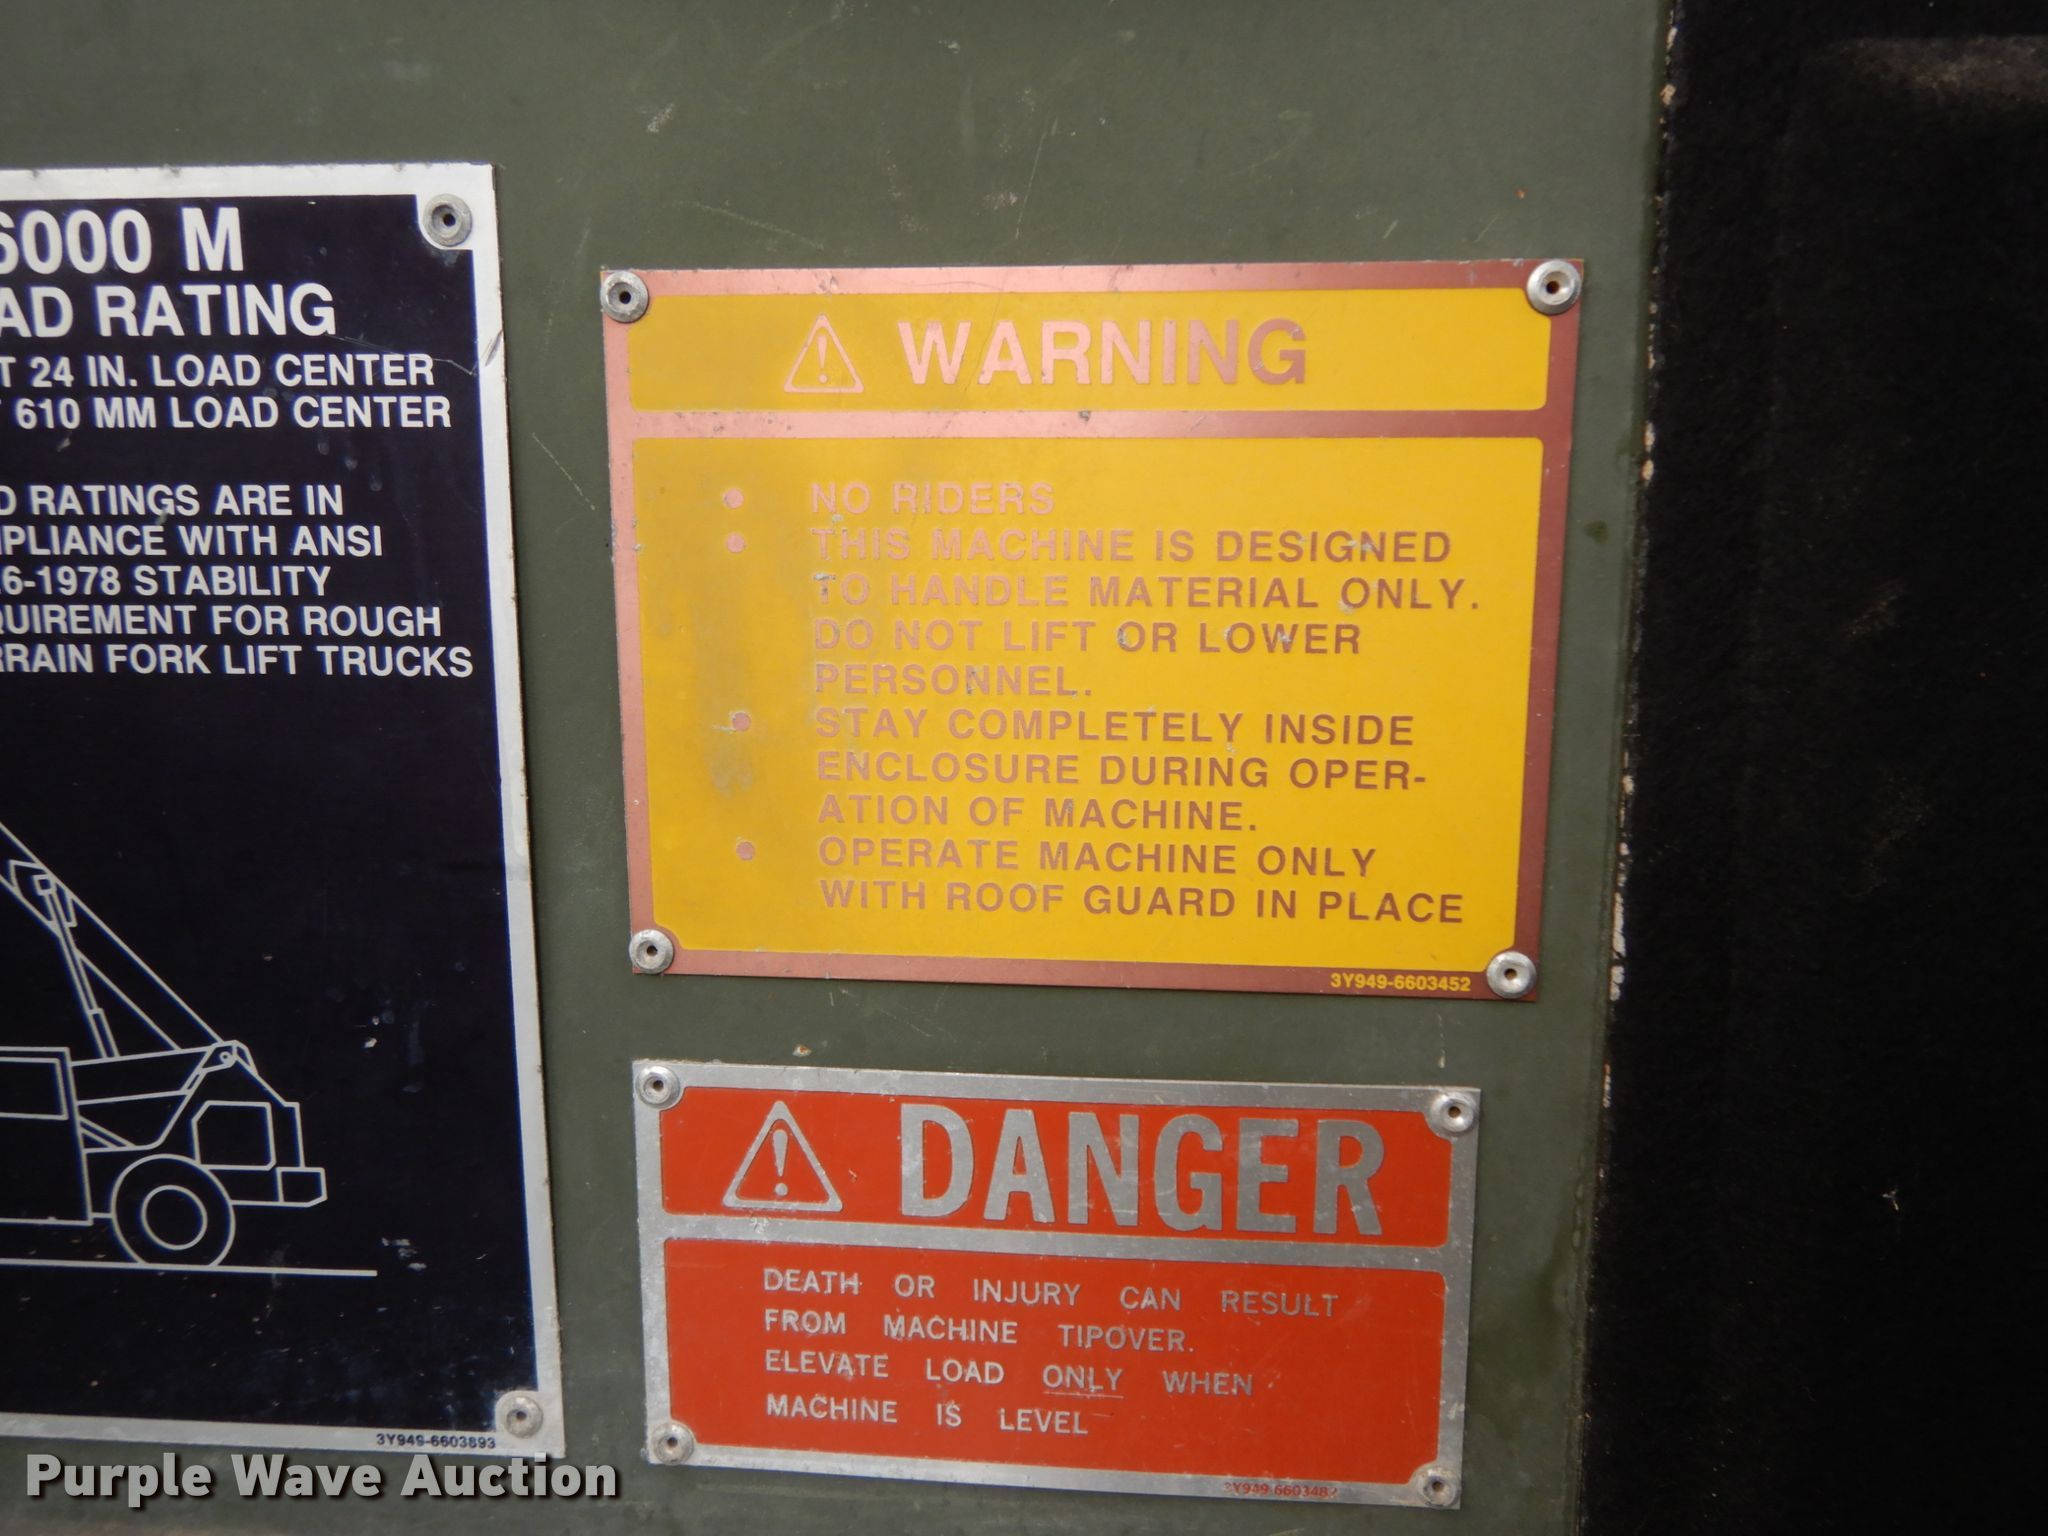 6000 M
AD RATING
T 24 IN. LOAD CENTER
610 MM LOAD CENTER
D RATINGS ARE IN
MPLIANCE WITH ANSI
6-1978 STABILITY
QUIREMENT FOR ROUGH
RRAIN FORK LIFT TRUCKS
3Y949-6603893
WARNING
• NO RIDERS
• THIS MACHINE IS DESIGNED
TO HANDLE MATERIAL ONLY.
DO NOT LIFT OR LOWER
PERSONNEL.
• STAY COMPLETELY INSIDE
ENCLOSURE DURING OPER-
ATION OF MACHINE.
• OPERATE MACHINE ONLY
WITH ROOF GUARD IN PLACE
3Y949-6603452
DANGER
DEATH OR INJURY CAN RESULT
FROM MACHINE TIPOVER.
ELEVATE LOAD ONLY WHEN
MACHINE IS LEVEL
3Y949-6603482
Purple Wave Auction